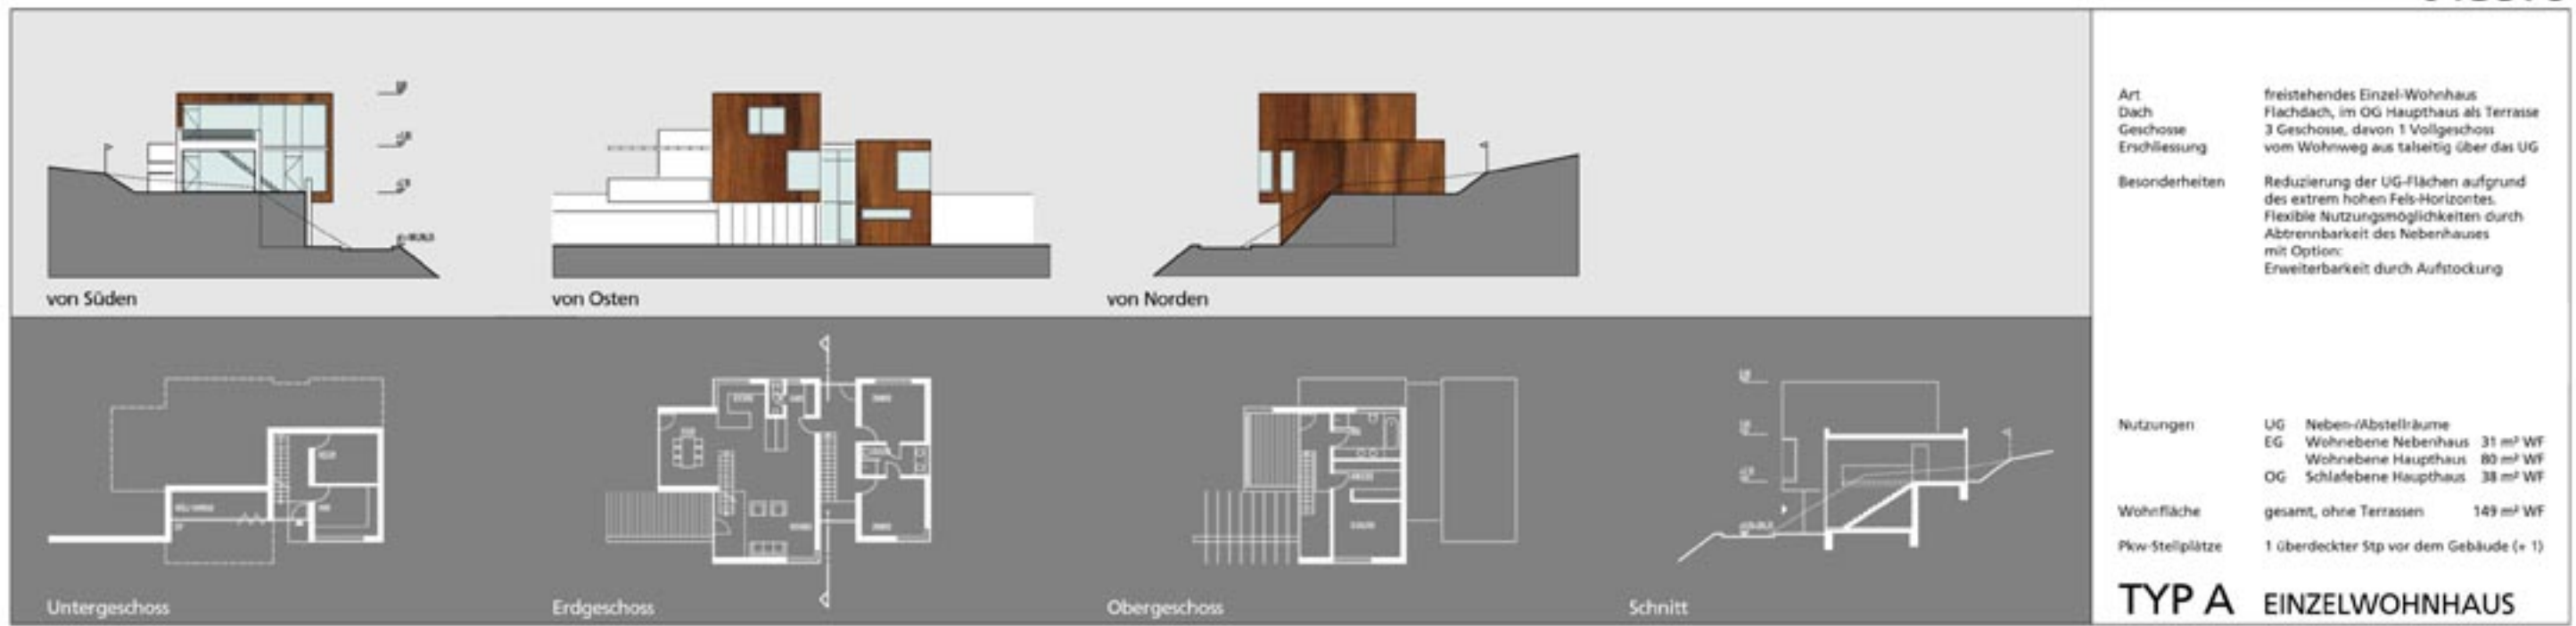 von Süden
von Osten
von Norden
Untergeschoss
Erdgeschoss
Obergeschoss
Schnitt
Art freistehendes Einzel-Wohnhaus
Dach Flachdach, im OG Haupthaus als Terrasse
Geschosse 3 Geschosse, davon 1 Vollgeschoss
Erschliessung vom Wohnweg aus talseitig über das UG
Besonderheiten Reduzierung der UG-Flächen aufgrund
des extrem hohen Fels-Horizontes.
Flexible Nutzungsmöglichkeiten durch
Abtrennbarkeit des Nebenhauses
mit Option:
Erweiterbarkeit durch Aufstockung
Nutzungen UG Neben-/Abstellräume
EG Wohnebene Nebenhaus 31 m² WF
Wohnebene Haupthaus 80 m² WF
OG Schlafebene Haupthaus 38 m² WF
Wohnfläche gesamt, ohne Terrassen 149 m² WF
Pkw-Stellplätze 1 überdeckter Stp vor dem Gebäude (+ 1)
TYP A EINZELWOHNHAUS